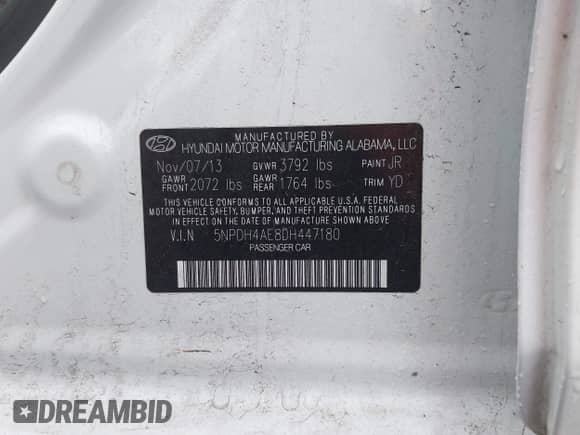 MANUFACTURED BY
HYUNDAI MOTOR MANUFACTURING ALABAMA, LLC
Nov/07/13 GVWR 3792 lbs PAINT JR
GAWR FRONT 2072 lbs GAWR REAR 1764 lbs TRIM YD
THIS VEHICLE CONFORMS TO ALL APPLICABLE U.S.A FEDERAL
MOTOR VEHICLE SAFETY, BUMPER, AND THEFT PREVENTION
STANDARDS IN EFFECT ON THE DATE OF MANUFACTURE SHOWN ABOVE
V.I.N 5NPDH4AE8DH447180
PASSENGER CAR
DREAMBID